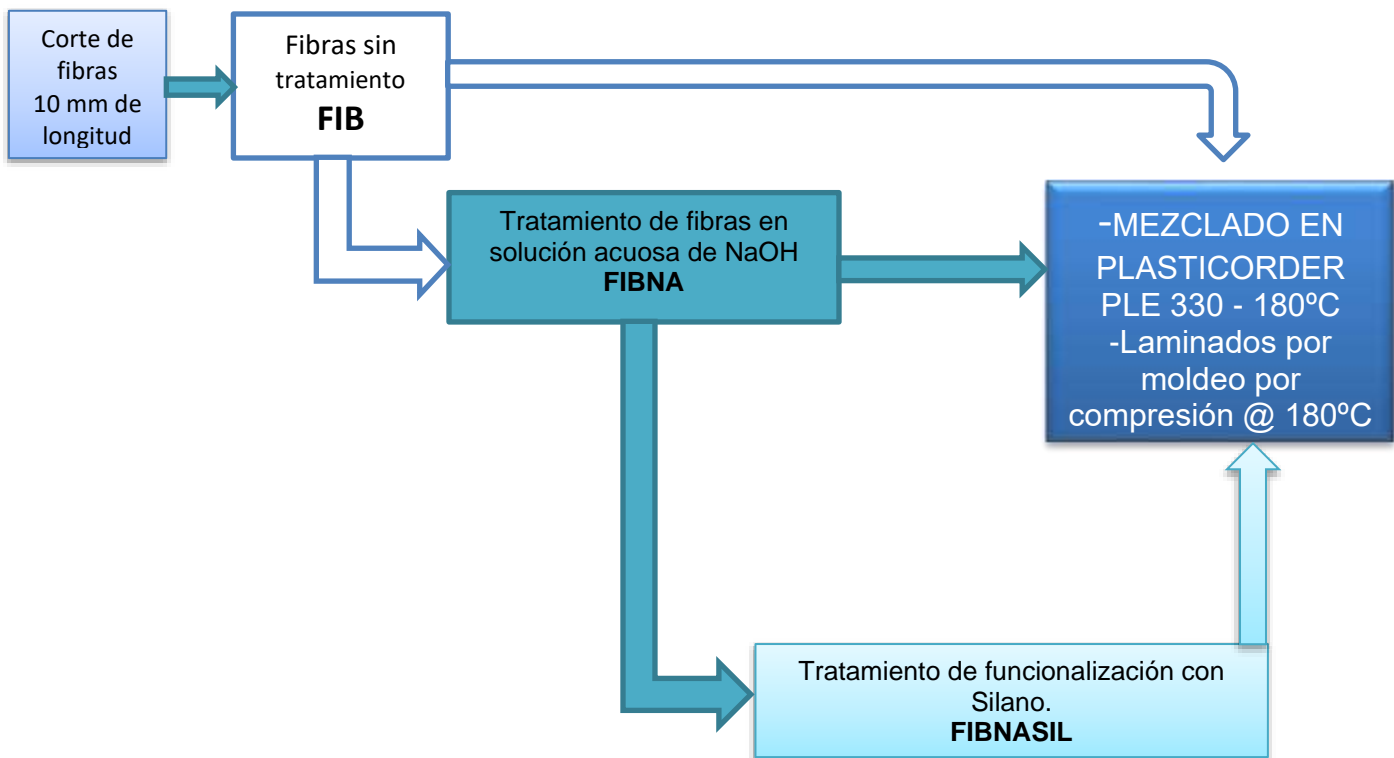 Corte de
fibras
10 mm de
longitud
Fibras sin
tratamiento
FIB
Tratamiento de fibras en
solución acuosa de NaOH
FIBNA
-MEZCLADO EN
PLASTICORDER
PLE 330 - 180ºC
-Laminados por
moldeo por
compresión @ 180ºC
Tratamiento de funcionalización con
Silano.
FIBNASIL